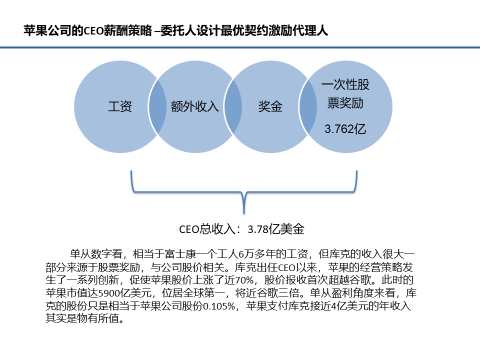 苹果公司的CEO薪酬策略 –委托人设计最优契约激励代理人
工资
额外收入
奖金
一次性股
票奖励
3.762亿
CEO总收入：3.78亿美金
单从数字看，相当于富士康一个工人6万多年的工资，但库克的收入很大一
部分来源于股票奖励，与公司股价相关。库克出任CEO以来，苹果的经营策略发
生了一系列创新，促使苹果股价上涨了近70%，股价报收首次超越谷歌。此时的
苹果市值达5900亿美元，位居全球第一，将近谷歌三倍。单从盈利角度来看，库
克的股份只是相当于苹果公司股份0.105%，苹果支付库克接近4亿美元的年收入
其实是物有所值。